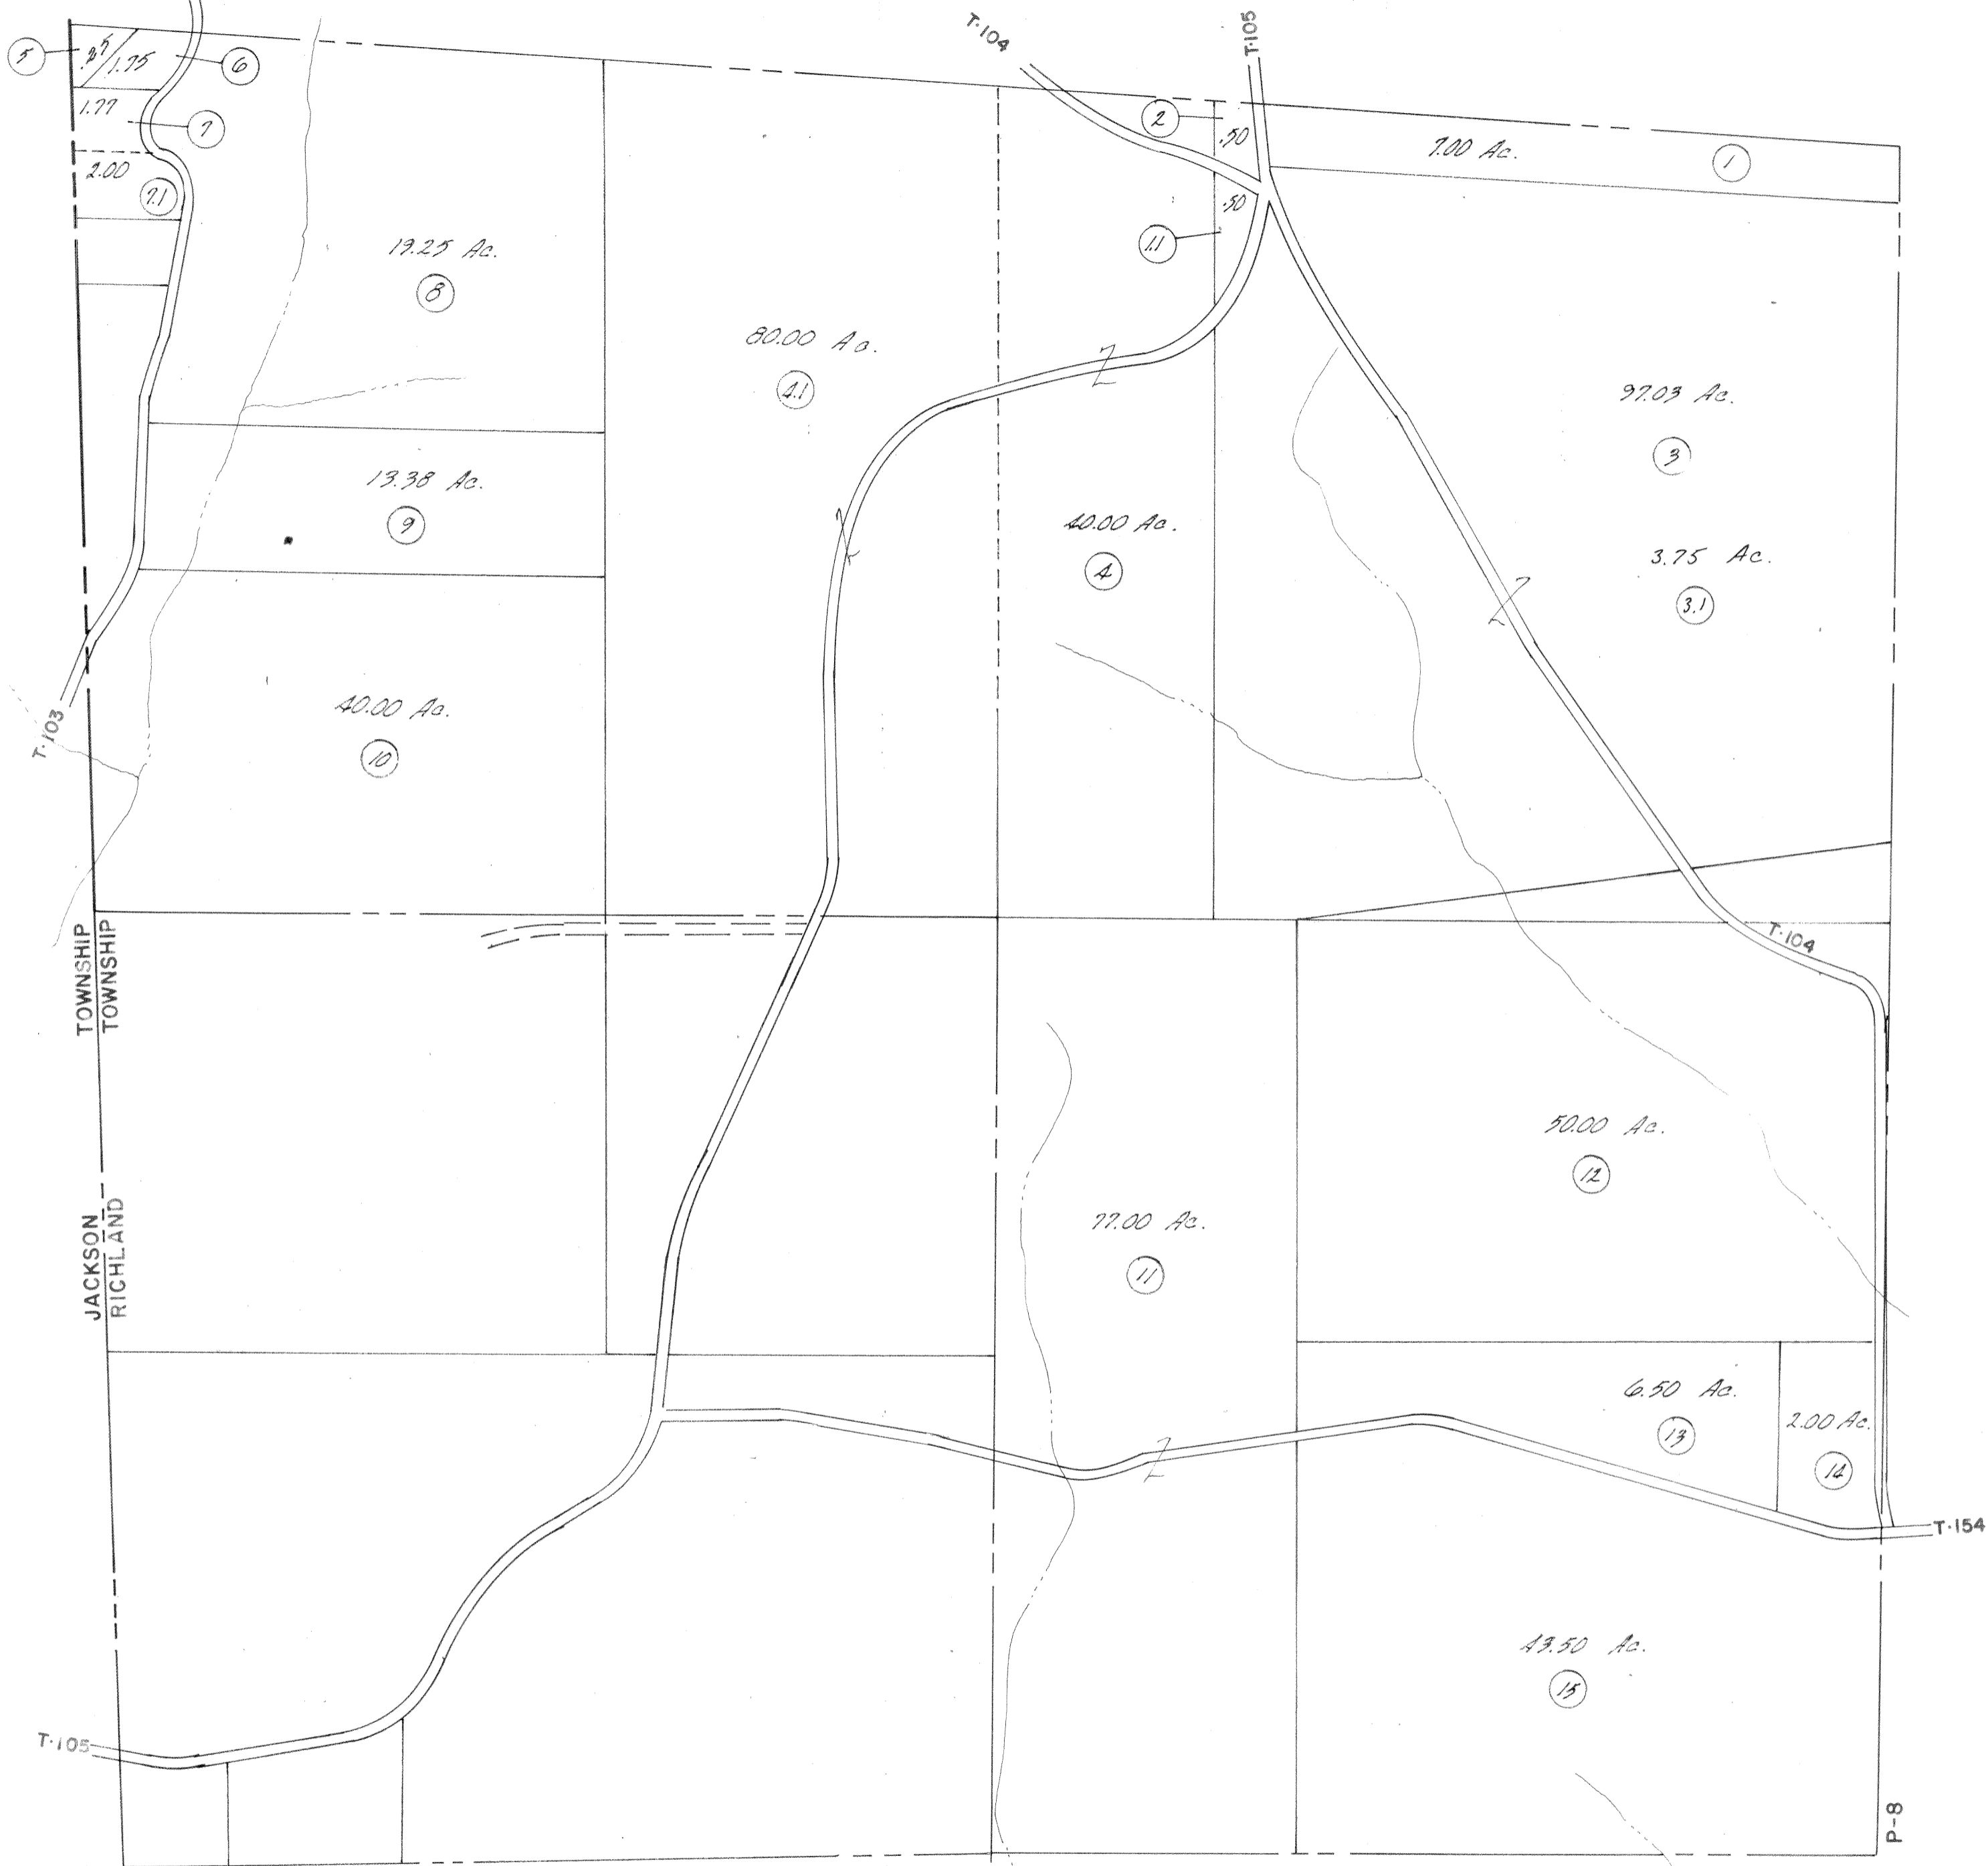 T-104
T-105
5
.25
1.75
6
1.77
7
2.00
7.1
2
.50
7.00 Ac.
1
.50
1.1
19.25 Ac.
8
80.00 Ac.
4.1
97.03 Ac.
3
13.38 Ac.
9
40.00 Ac.
4
3.75 Ac.
3.1
40.00 Ac.
10
T-103
T-104
TOWNSHIP
TOWNSHIP
JACKSON
RICHLAND
50.00 Ac.
12
77.00 Ac.
11
6.50 Ac.
13
2.00 Ac.
14
T-154
43.50 Ac.
15
T-105
P-8